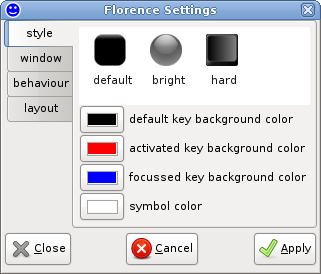 Florence Settings
style
window
behaviour
layout
default bright hard
default key background color
activated key background color
focussed key background color
symbol color
Close Cancel Apply